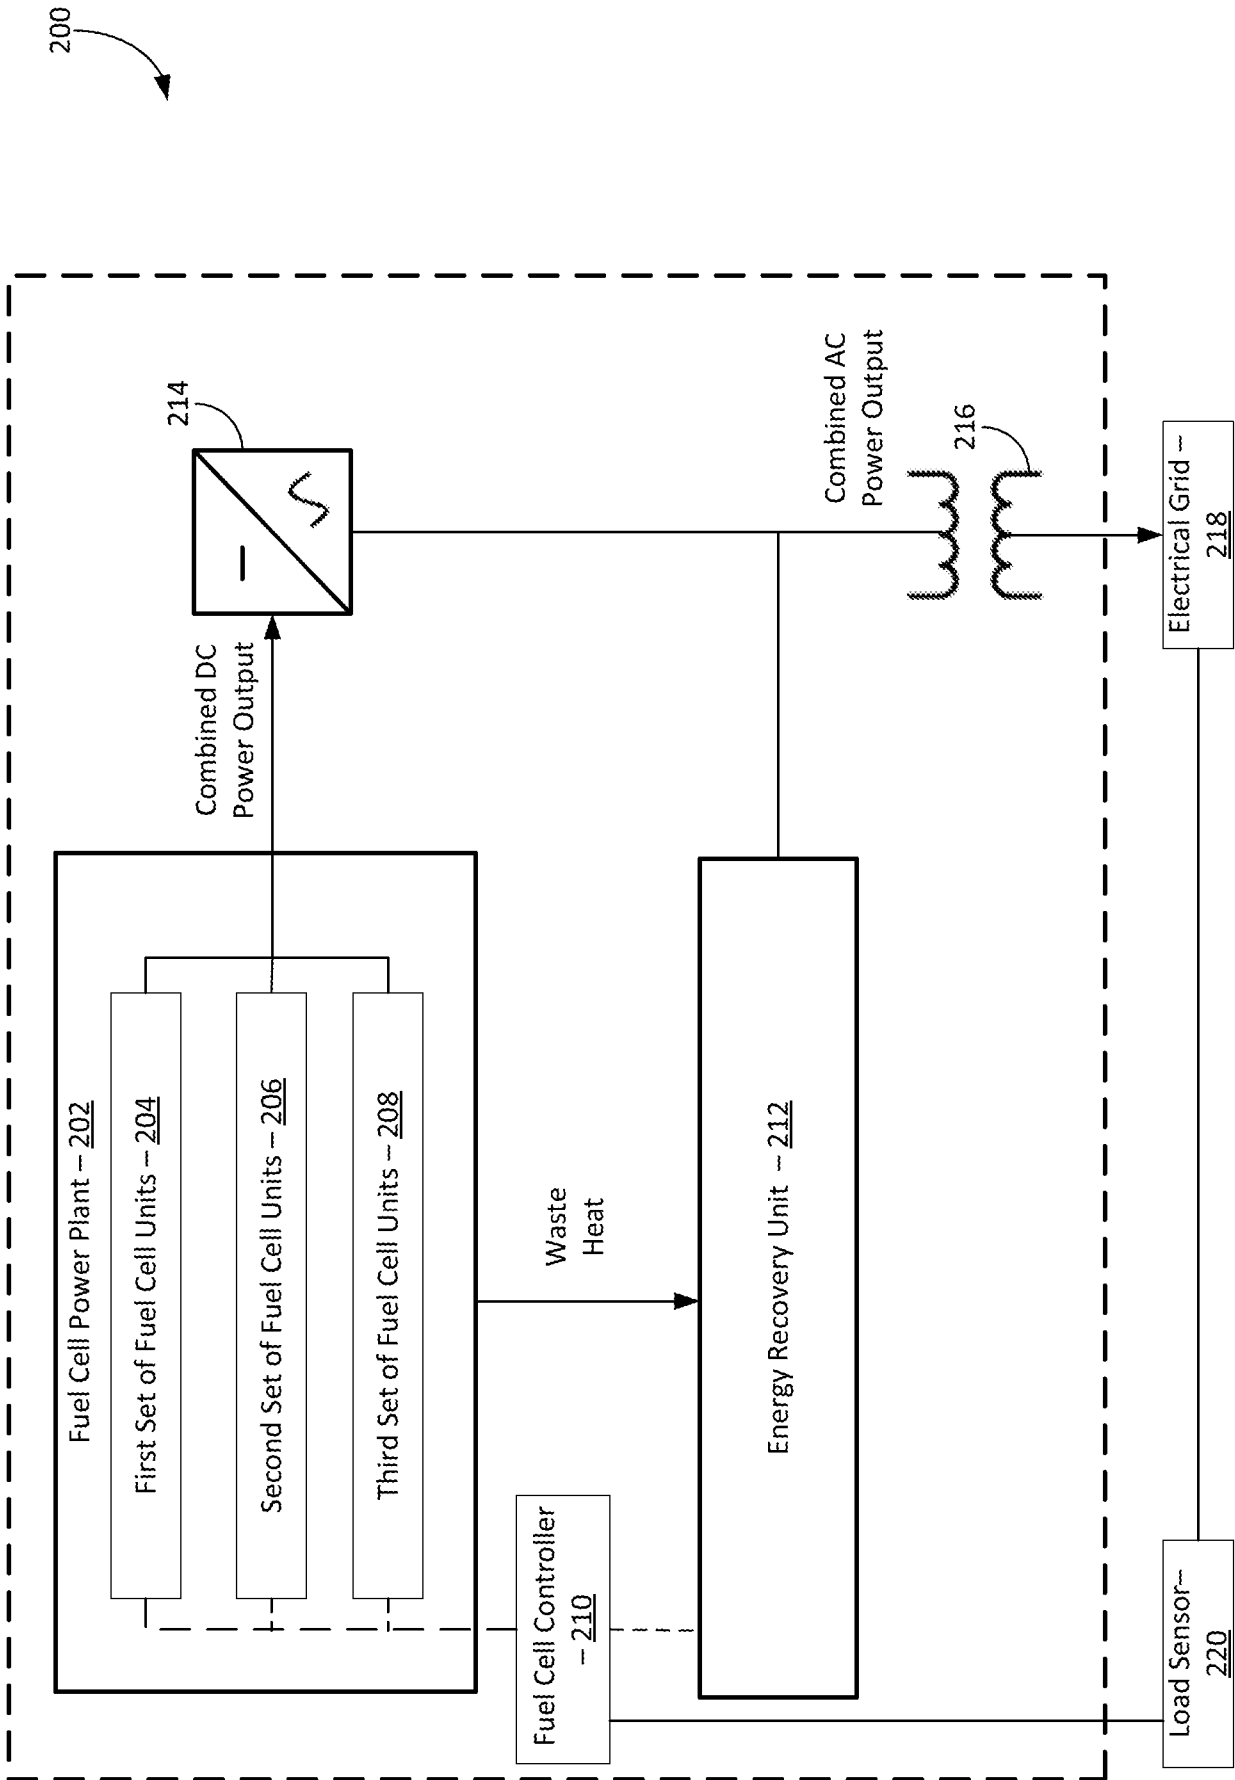 200
Fuel Cell Power Plant – 202
First Set of Fuel Cell Units – 204
Second Set of Fuel Cell Units – 206
Third Set of Fuel Cell Units – 208
Combined DC
Power Output
214
Fuel Cell Controller
– 210
Waste
Heat
Energy Recovery Unit – 212
Combined AC
Power Output
216
Load Sensor–
220
Electrical Grid –
218